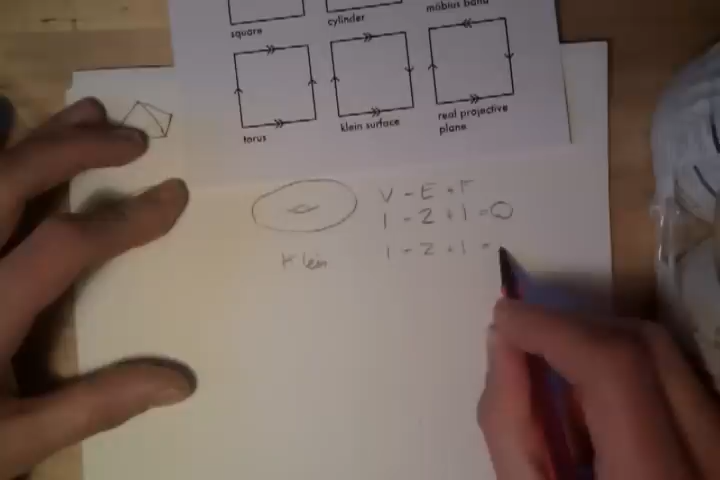 square
cylinder
möbius band
torus
klein surface
real projective
plane
V - E + F
1 - 2 + 1 = 0
Klein
1 - 2 + 1 =